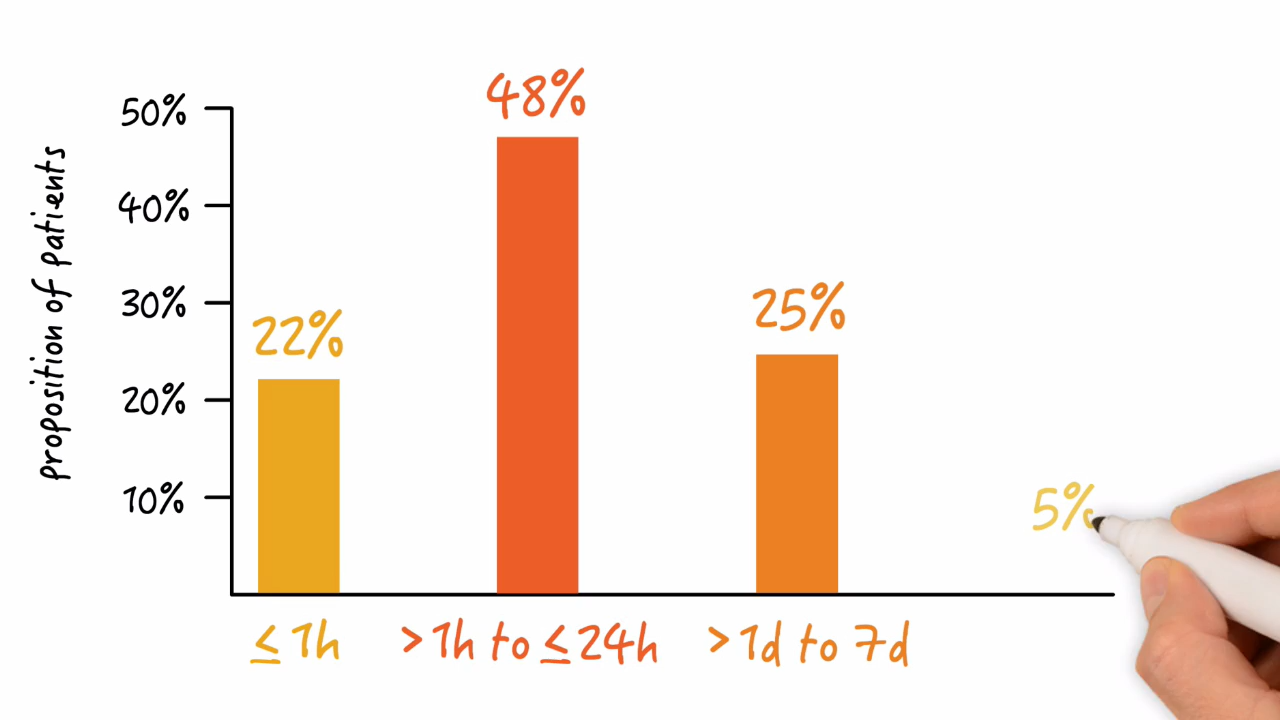 proposition of patients
50%
40%
30%
20%
10%
22%
48%
25%
5%
≤ 1h
>1h to ≤ 24h
>1d to 7d